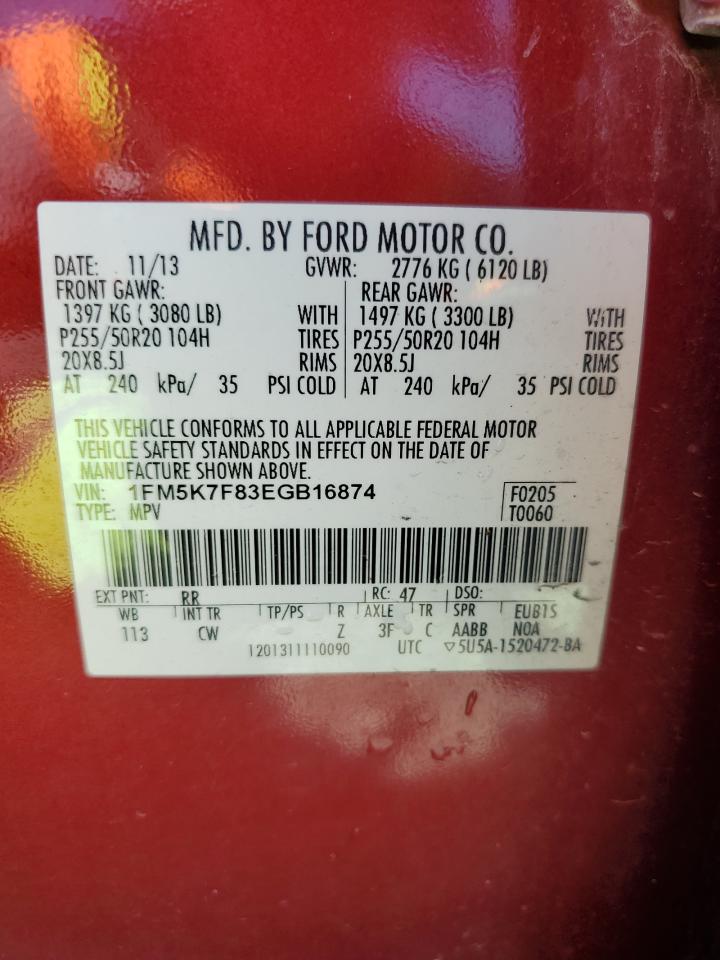 MFD. BY FORD MOTOR CO.
DATE: 11/13 GVWR: 2776 KG ( 6120 LB)
FRONT GAWR: REAR GAWR:
1397 KG ( 3080 LB) WITH 1497 KG ( 3300 LB) WITH
P255/50R20 104H TIRES P255/50R20 104H TIRES
20X8.5J RIMS 20X8.5J RIMS
AT 240 kPa/ 35 PSI COLD AT 240 kPa/ 35 PSI COLD
THIS VEHICLE CONFORMS TO ALL APPLICABLE FEDERAL MOTOR
VEHICLE SAFETY STANDARDS IN EFFECT ON THE DATE OF
MANUFACTURE SHOWN ABOVE.
VIN: 1FM5K7F83EGB16874 F0205
TYPE: MPV T0060
EXT PNT: RR RC: 47 DSO:
WB INT TR TP/PS R AXLE TR SPR EUB1S
113 CW Z 3F C AABB N0A
1201311110090 UTC ▽5U5A-1520472-BA